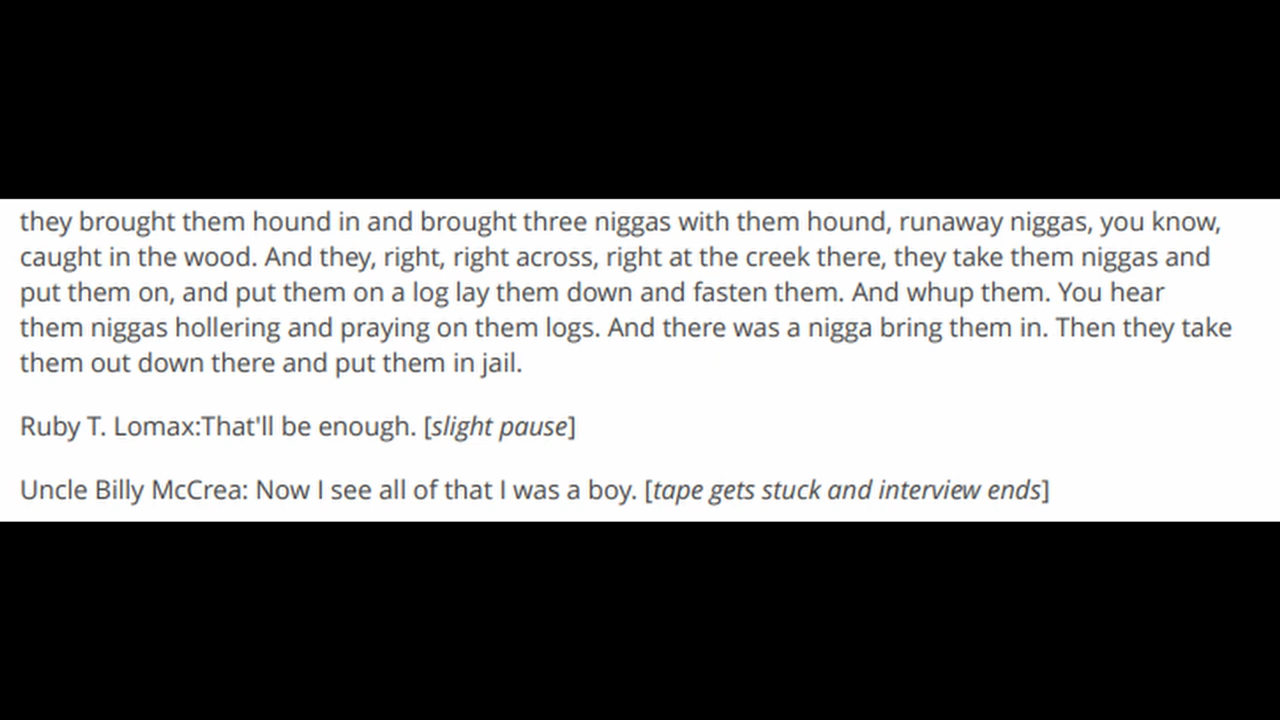 they brought them hound in and brought three niggas with them hound, runaway niggas, you know,
caught in the wood. And they, right, right across, right at the creek there, they take them niggas and
put them on, and put them on a log lay them down and fasten them. And whup them. You hear
them niggas hollering and praying on them logs. And there was a nigga bring them in. Then they take
them out down there and put them in jail.
Ruby T. Lomax:That'll be enough. [slight pause]
Uncle Billy McCrea: Now I see all of that I was a boy. [tape gets stuck and interview ends]